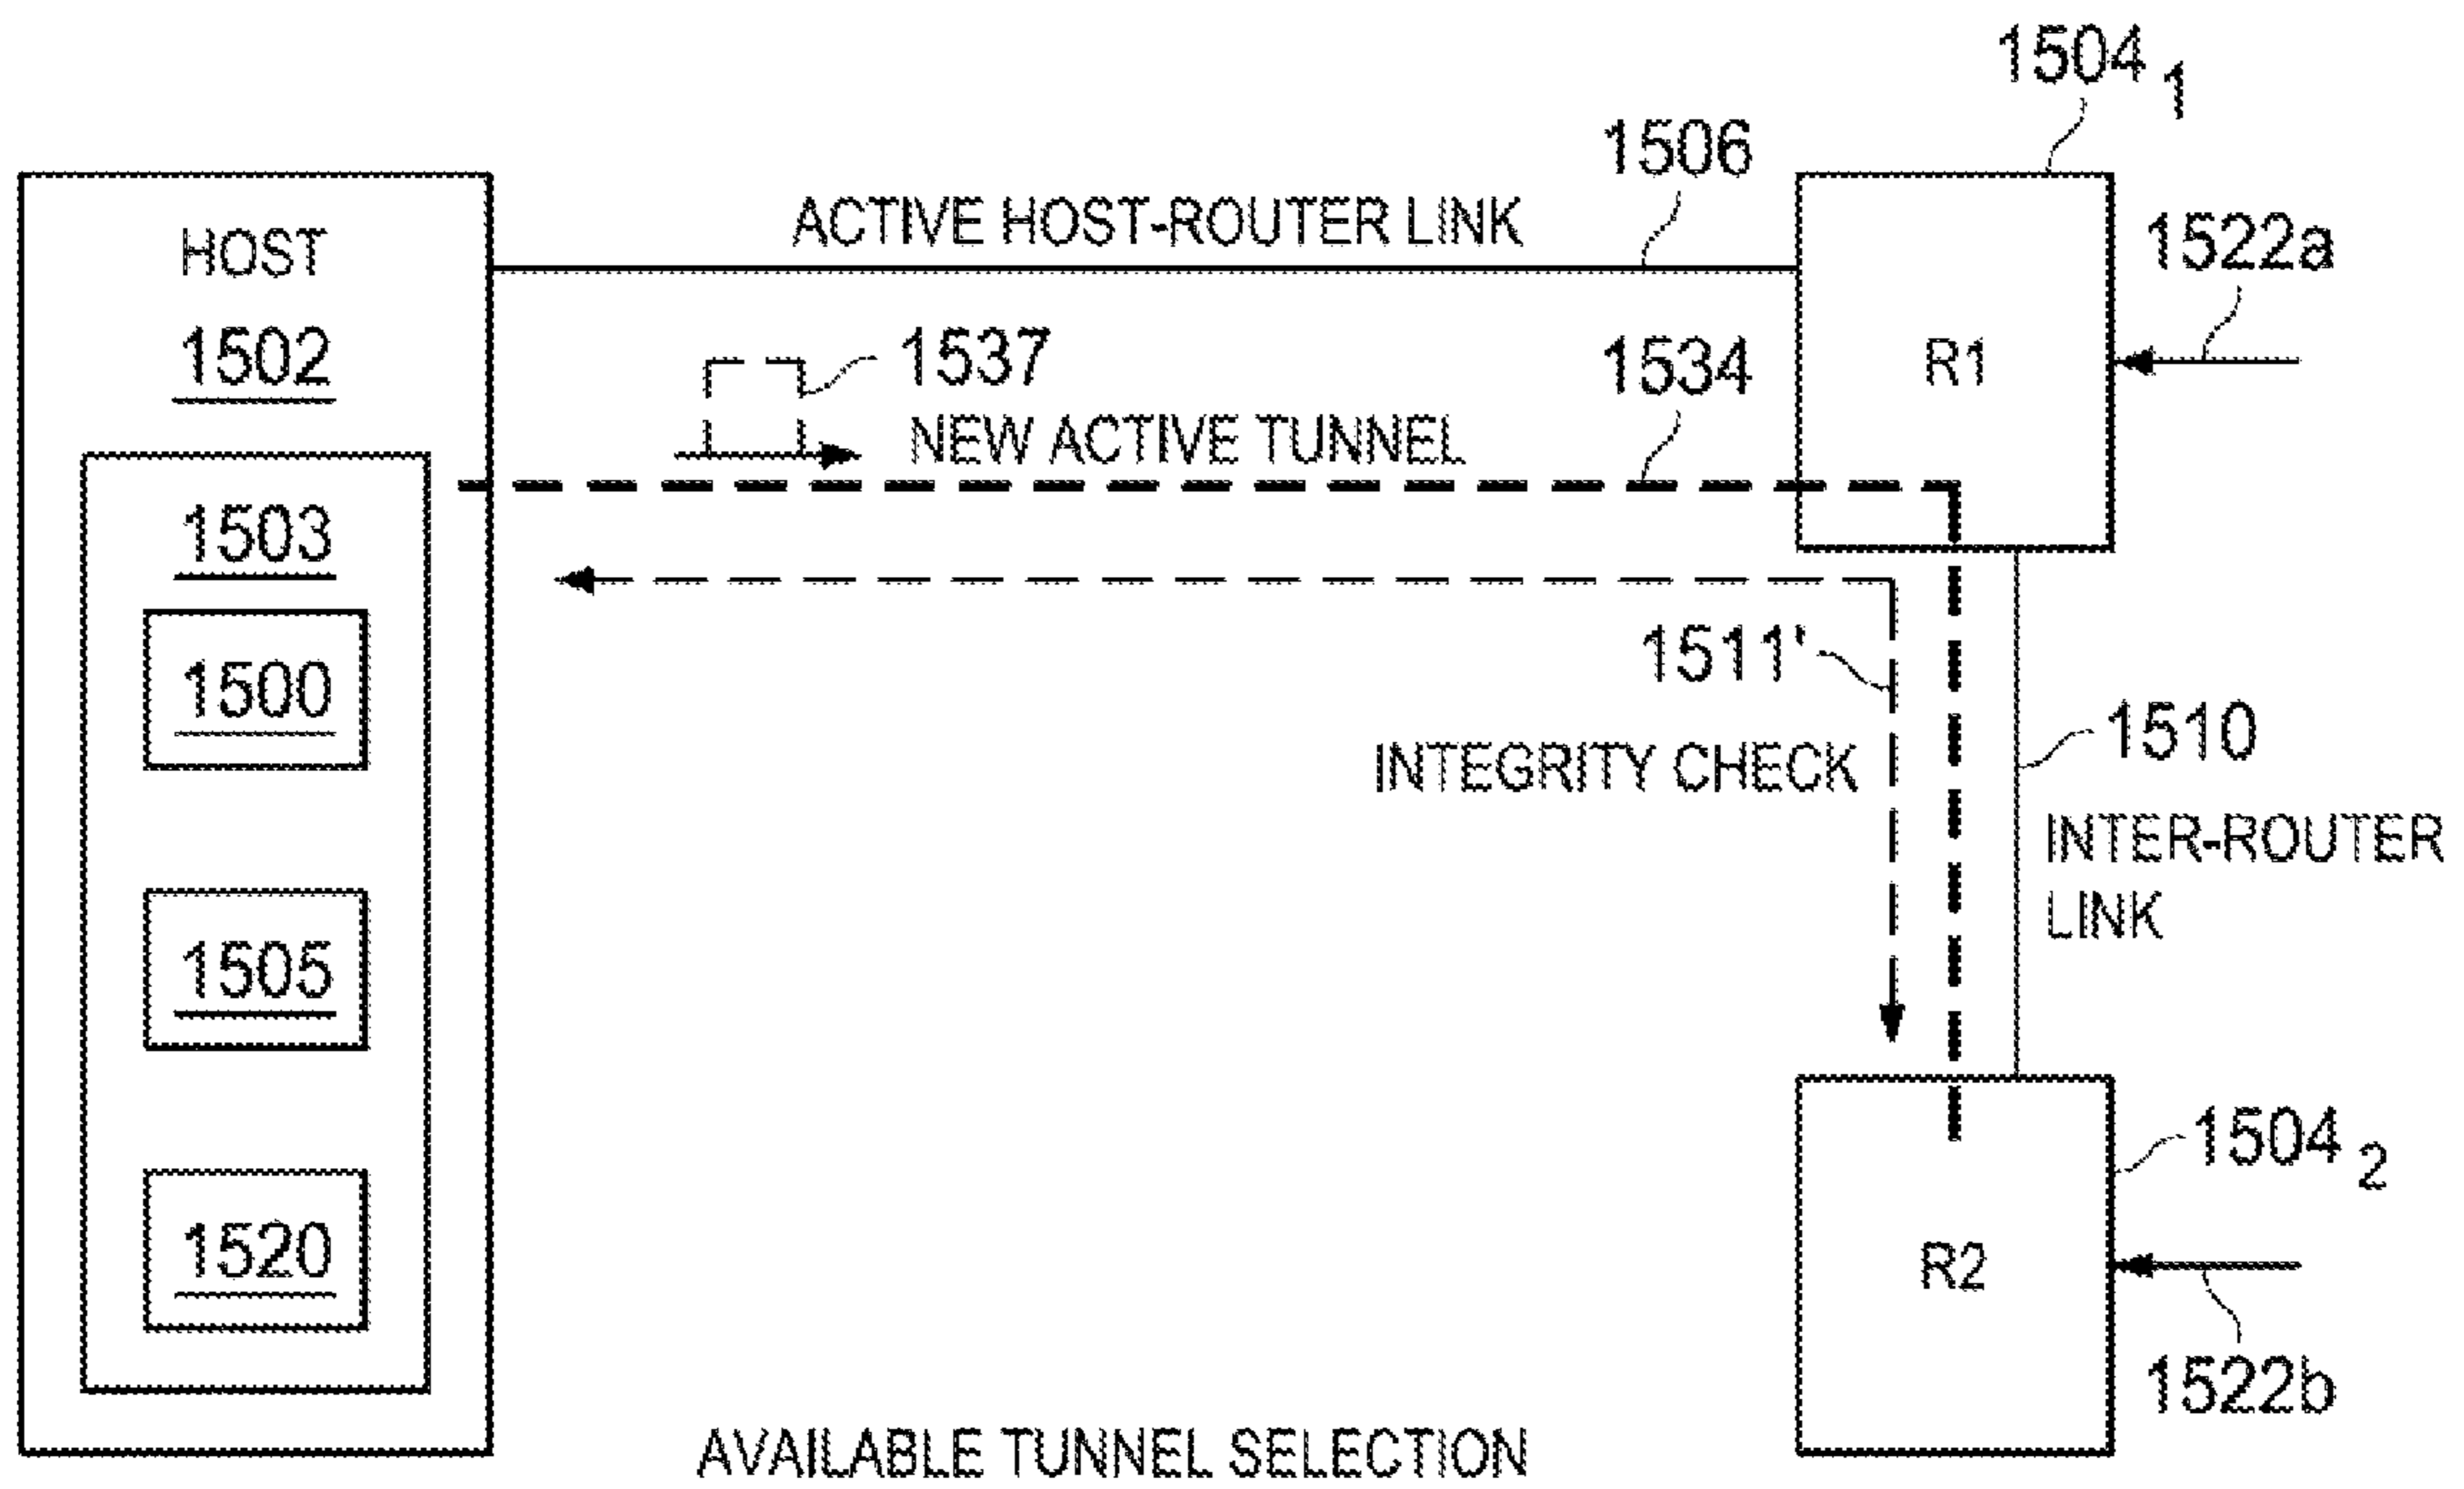 1504 1
1506
ACTIVE HOST-ROUTER LINK
1522a
HOST
1502
1537
1534
R1
NEW ACTIVE TUNNEL
1503
1511'
1500
1510
INTEGRITY CHECK
INTER-ROUTER
LINK
1505
1504 2
1520
R2
1522b
AVAILABLE TUNNEL SELECTION